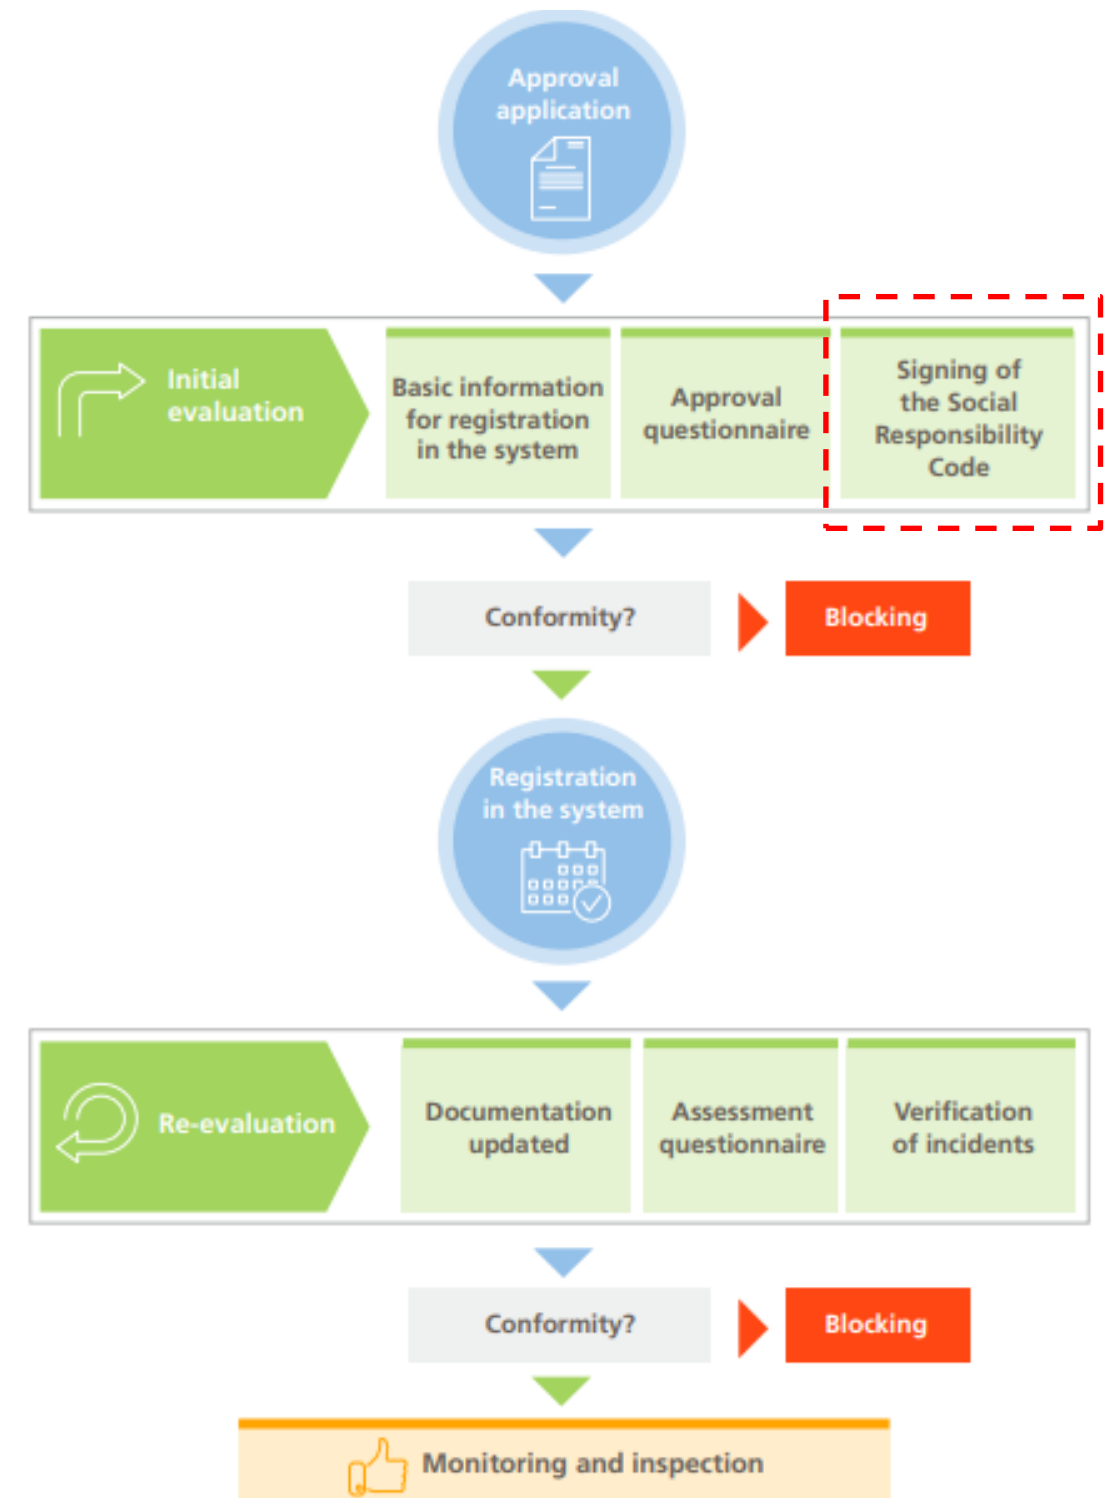 Approval
application
Initial
evaluation
Basic information
for registration
in the system
Approval
questionnaire
Signing of
the Social
Responsibility
Code
Conformity?
Blocking
Registration
in the system
Re-evaluation
Documentation
updated
Assessment
questionnaire
Verification
of incidents
Conformity?
Blocking
Monitoring and inspection